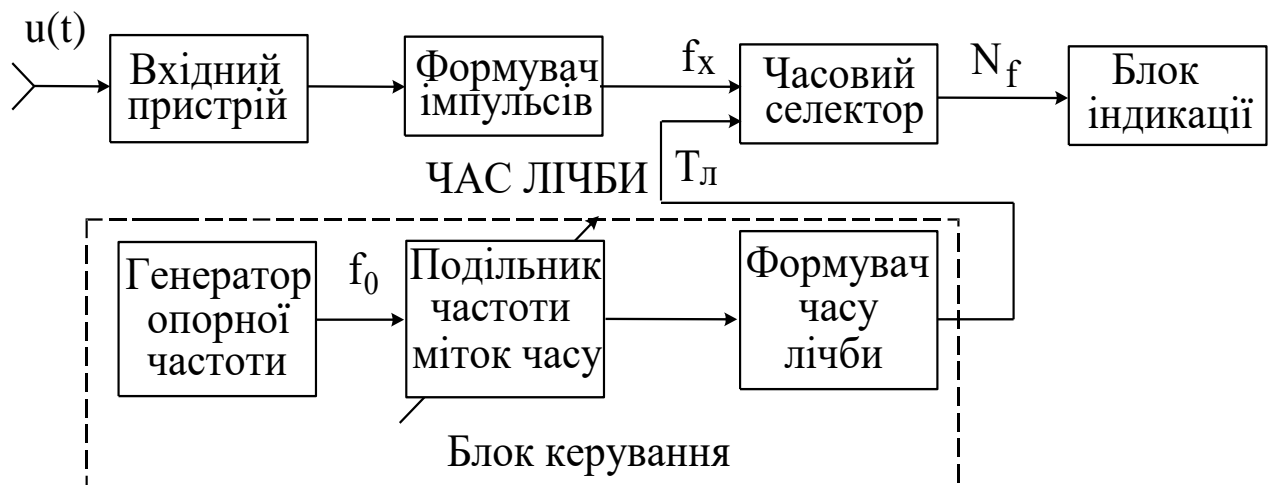 u(t)
Вхідний
пристрій
Формувач
імпульсів
fx
Часовий
селектор
Nf
Блок
індикації
ЧАС ЛІЧБИ
Tл
Генератор
опорної
частоти
f0
Подільник
частоти
міток часу
Формувач
часу
лічби
Блок керування